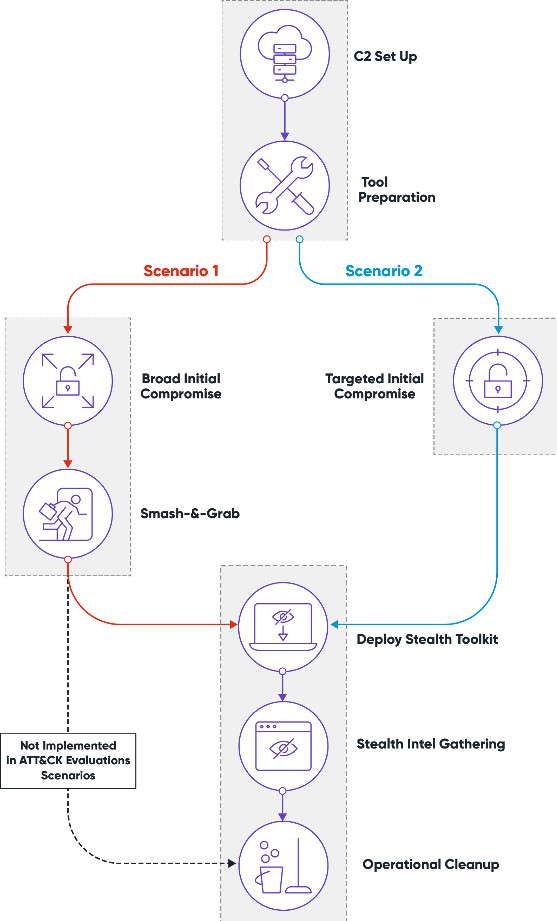 C2 Set Up
Tool
Preparation
Scenario 1
Scenario 2
Broad Initial
Compromise
Targeted Initial
Compromise
Smash-&-Grab
Deploy Stealth Toolkit
Not Implemented
in ATT&CK Evaluations
Scenarios
Stealth Intel Gathering
Operational Cleanup